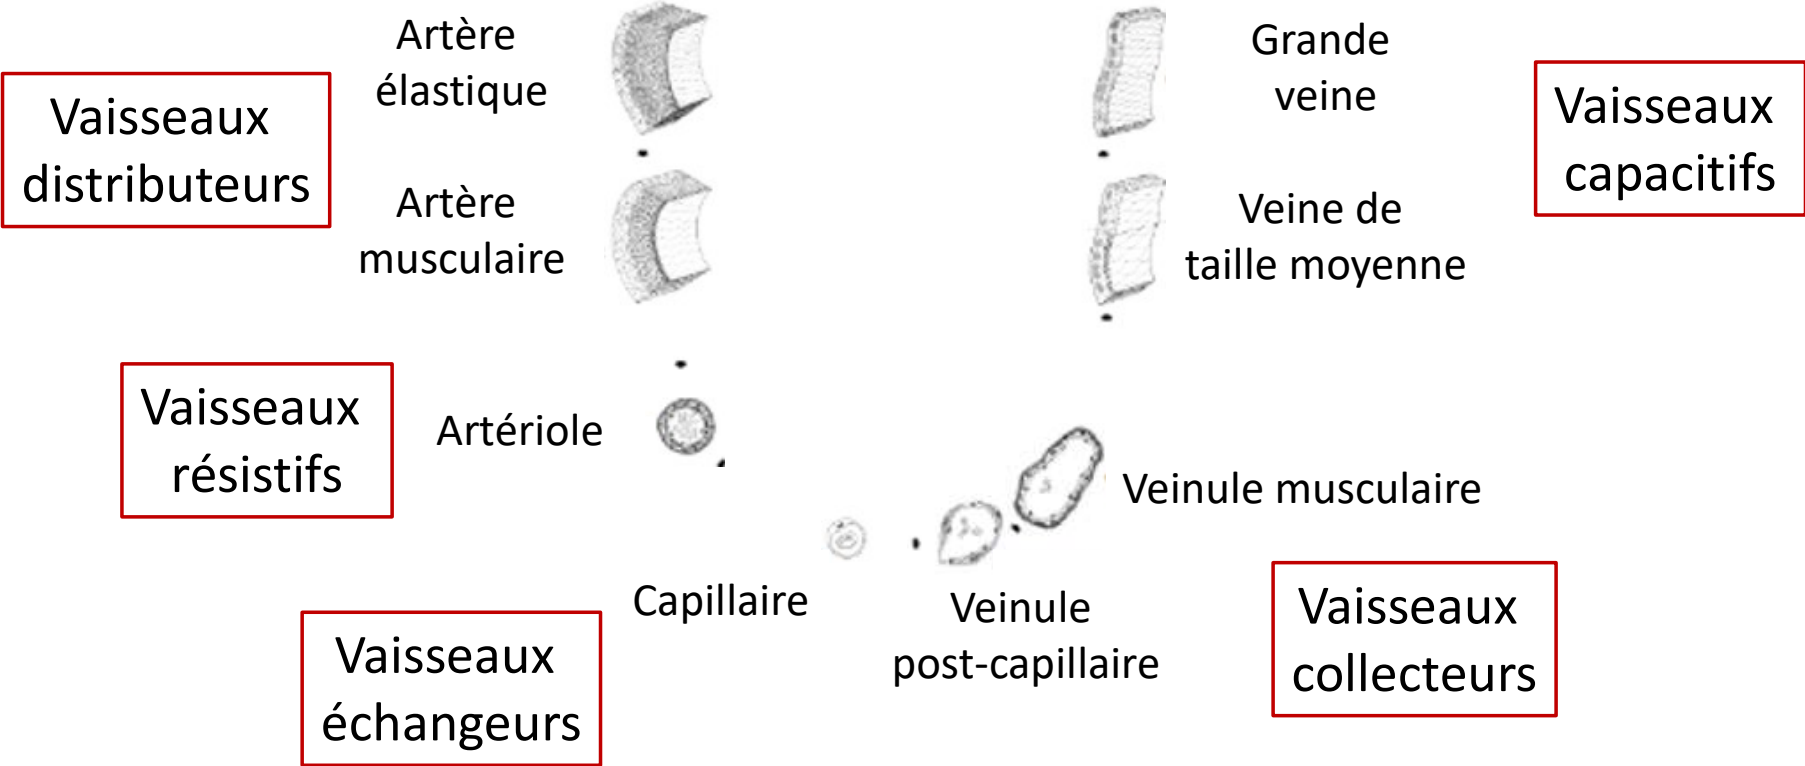 Artère
élastique
Vaisseaux
distributeurs
Artère
musculaire
Grande
veine
Vaisseaux
capacitifs
Veine de
taille moyenne
Vaisseaux
résistifs
Artériole
Veinule musculaire
Capillaire
Vaisseaux
échangeurs
Veinule
post-capillaire
Vaisseaux
collecteurs